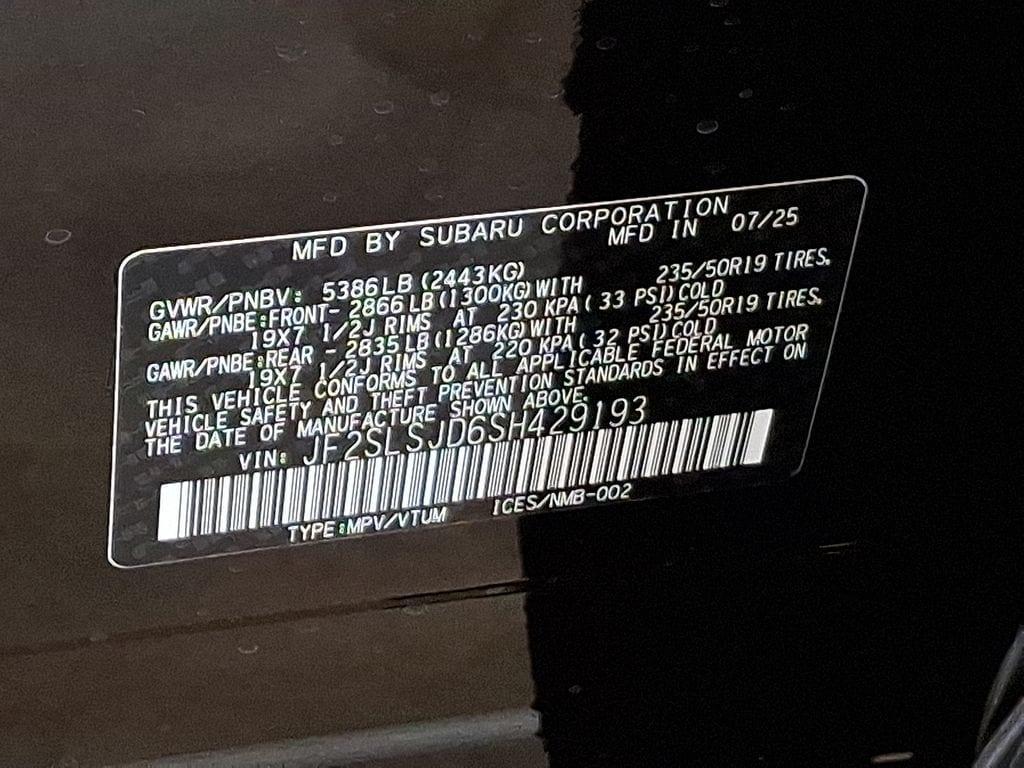 MFD BY SUBARU CORPORATION
MFD IN 07/25
GVWR/PNBV: 5386LB (2443KG)
GAWR/PNBE:FRONT- 2866LB(1300KG)WITH 235/50R19 TIRES.
19X7 1/2J RIMS AT 230 KPA( 33 PSI)COLD
GAWR/PNBE:REAR - 2835LB(1286KG)WITH 235/50R19 TIRES.
19X7 1/2J RIMS AT 220 KPA( 32 PSI)COLD
THIS VEHICLE CONFORMS TO ALL APPLICABLE FEDERAL MOTOR
VEHICLE SAFETY AND THEFT PREVENTION STANDARDS IN EFFECT ON
THE DATE OF MANUFACTURE SHOWN ABOVE.
VIN: JF2SLSJD6SH429193
TYPE:MPV/VTUM ICES/NMB-002